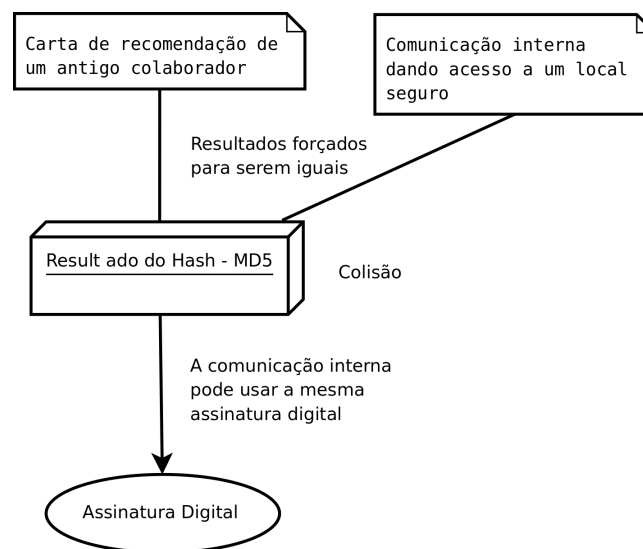 Carta de recomendação de
um antigo colaborador
Comunicação interna
dando acesso a um local
seguro
Resultados forçados
para serem iguais
Result ado do Hash - MD5
Colisão
A comunicação interna
pode usar a mesma
assinatura digital
Assinatura Digital